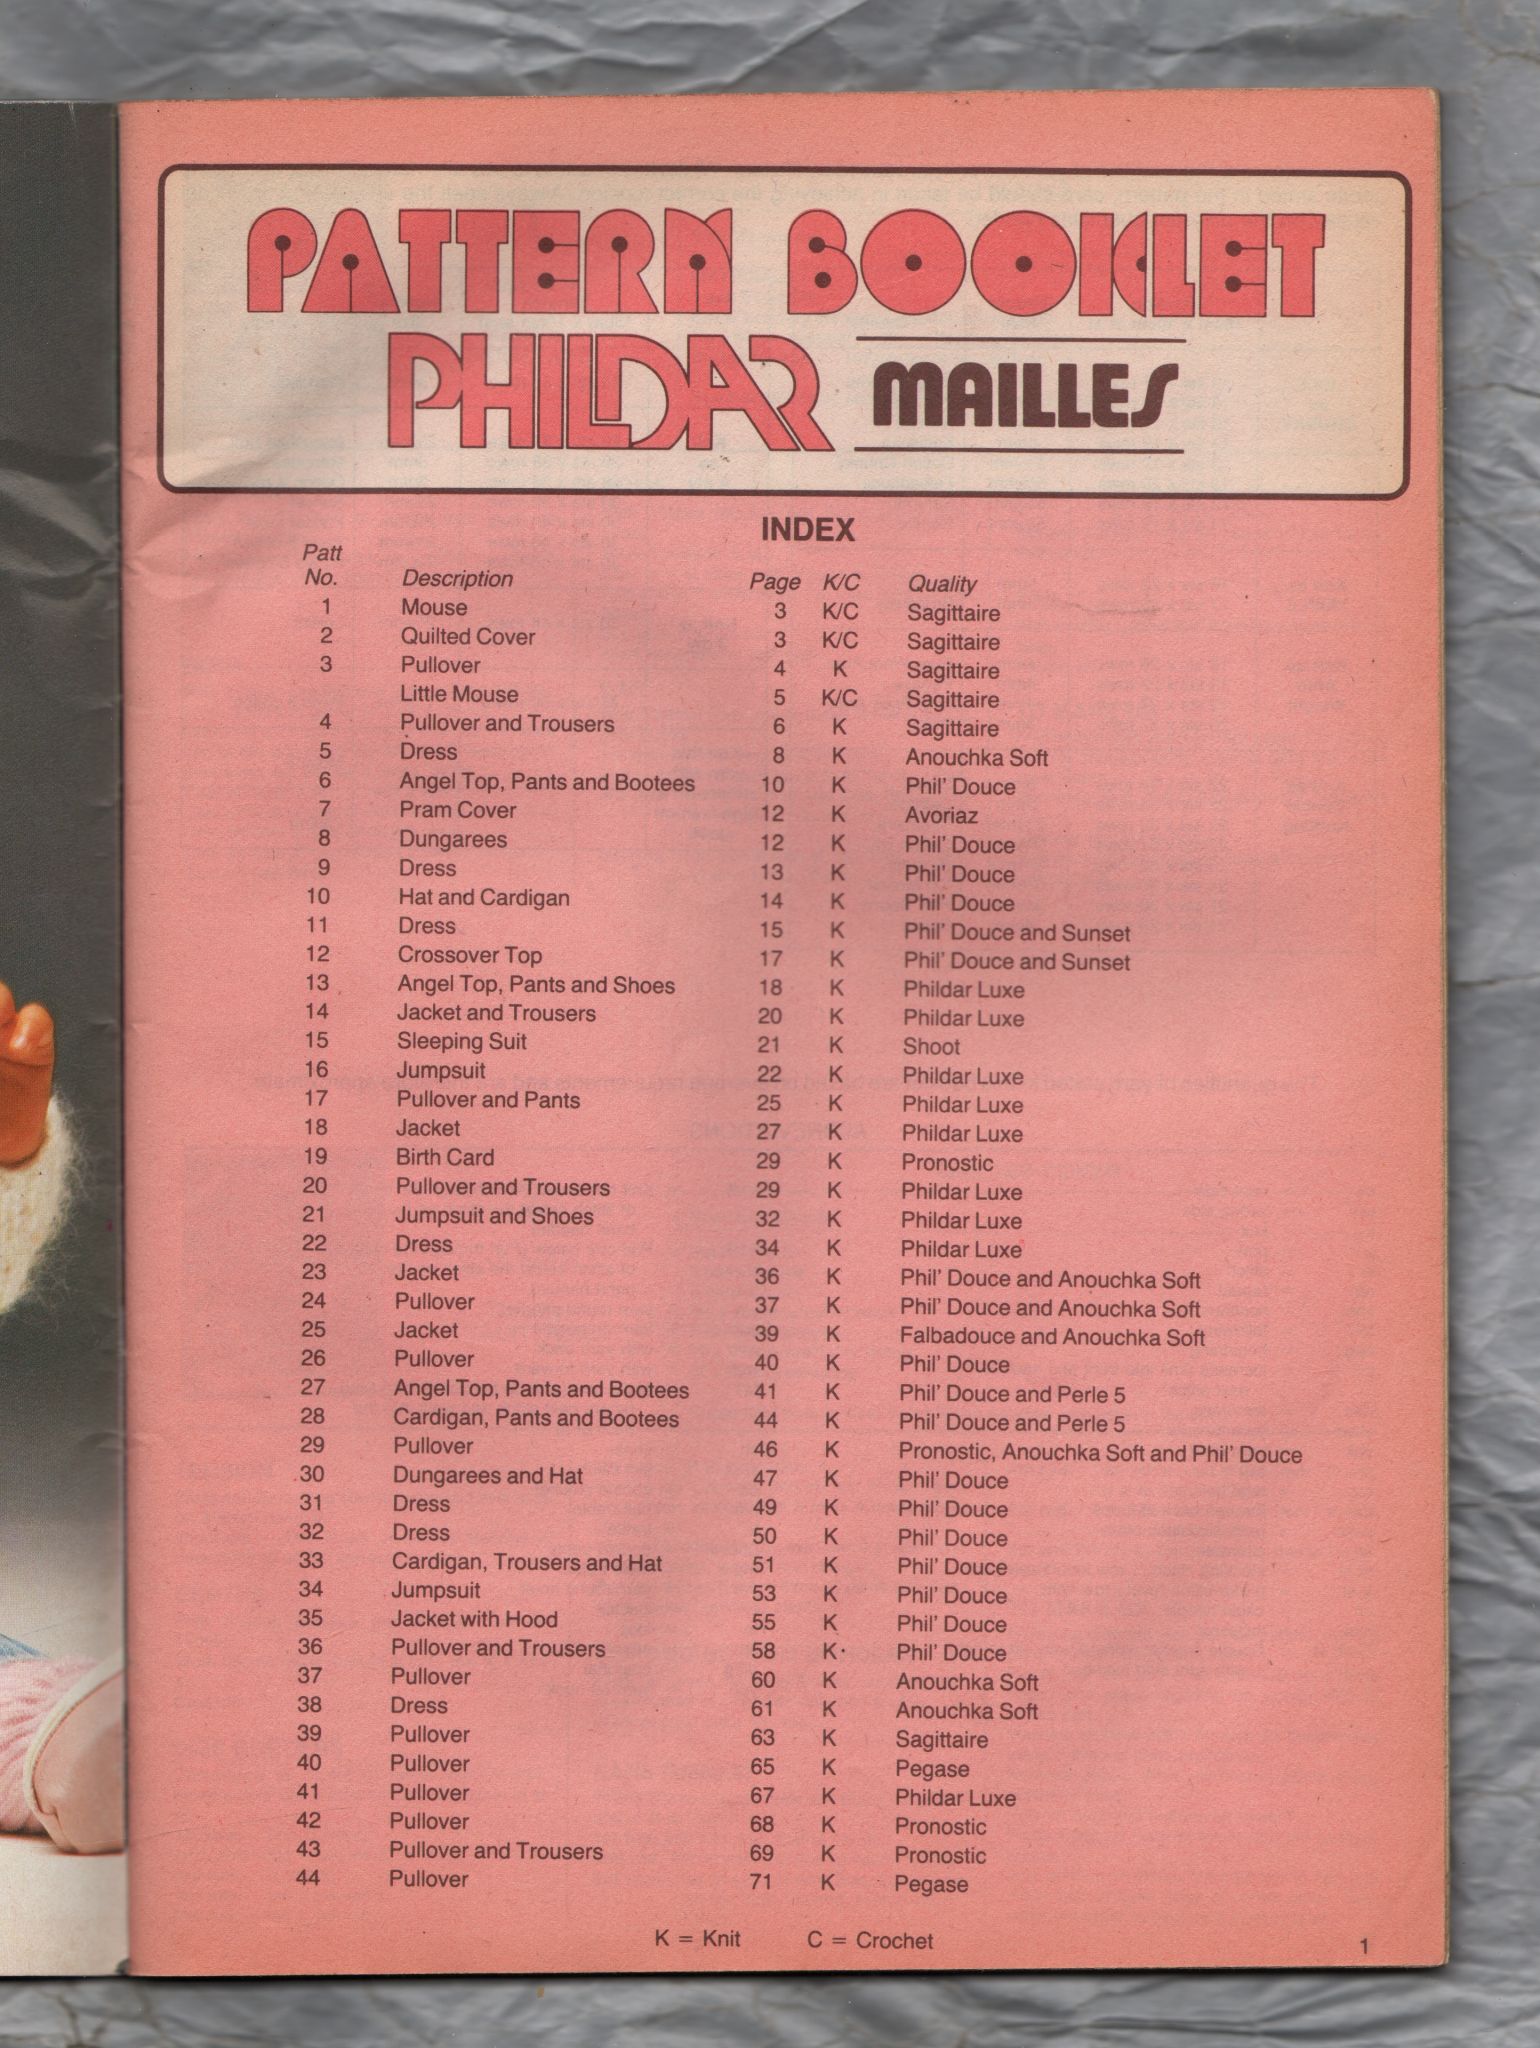 PATTERN BOOKLET
PHILDAR MAILLES
INDEX
Patt
No. Description Page K/C Quality
1 Mouse 3 K/C Sagittaire
2 Quilted Cover 3 K/C Sagittaire
3 Pullover 4 K Sagittaire
Little Mouse 5 K/C Sagittaire
4 Pullover and Trousers 6 K Sagittaire
5 Dress 8 K Anouchka Soft
6 Angel Top, Pants and Bootees 10 K Phil' Douce
7 Pram Cover 12 K Avoriaz
8 Dungarees 12 K Phil' Douce
9 Dress 13 K Phil' Douce
10 Hat and Cardigan 14 K Phil' Douce
11 Dress 15 K Phil' Douce and Sunset
12 Crossover Top 17 K Phil' Douce and Sunset
13 Angel Top, Pants and Shoes 18 K Phildar Luxe
14 Jacket and Trousers 20 K Phildar Luxe
15 Sleeping Suit 21 K Shoot
16 Jumpsuit 22 K Phildar Luxe
17 Pullover and Pants 25 K Phildar Luxe
18 Jacket 27 K Phildar Luxe
19 Birth Card 29 K Pronostic
20 Pullover and Trousers 29 K Phildar Luxe
21 Jumpsuit and Shoes 32 K Phildar Luxe
22 Dress 34 K Phildar Luxe
23 Jacket 36 K Phil' Douce and Anouchka Soft
24 Pullover 37 K Phil' Douce and Anouchka Soft
25 Jacket 39 K Falbadouce and Anouchka Soft
26 Pullover 40 K Phil' Douce
27 Angel Top, Pants and Bootees 41 K Phil' Douce and Perle 5
28 Cardigan, Pants and Bootees 44 K Phil' Douce and Perle 5
29 Pullover 46 K Pronostic, Anouchka Soft and Phil' Douce
30 Dungarees and Hat 47 K Phil' Douce
31 Dress 49 K Phil' Douce
32 Dress 50 K Phil' Douce
33 Cardigan, Trousers and Hat 51 K Phil' Douce
34 Jumpsuit 53 K Phil' Douce
35 Jacket with Hood 55 K Phil' Douce
36 Pullover and Trousers 58 K Phil' Douce
37 Pullover 60 K Anouchka Soft
38 Dress 61 K Anouchka Soft
39 Pullover 63 K Sagittaire
40 Pullover 65 K Pegase
41 Pullover 67 K Phildar Luxe
42 Pullover 68 K Pronostic
43 Pullover and Trousers 69 K Pronostic
44 Pullover 71 K Pegase
K = Knit C = Crochet
1